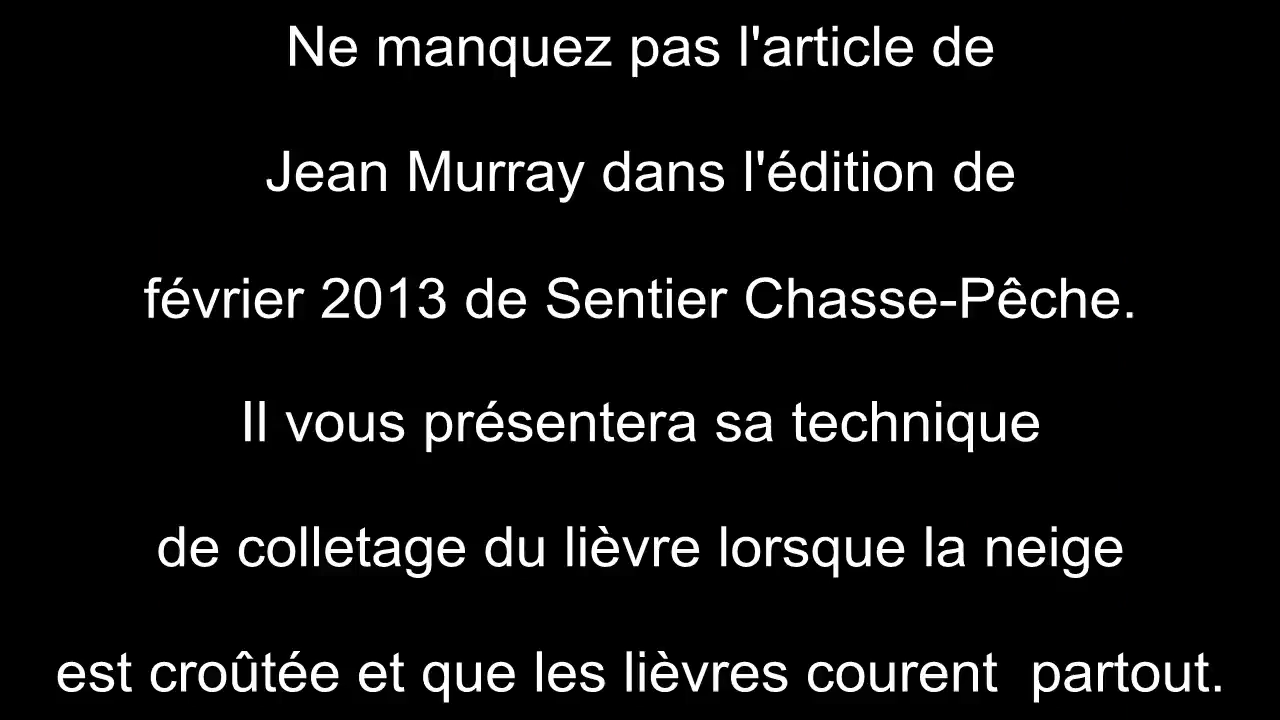 Ne manquez pas l'article de
Jean Murray dans l'édition de
février 2013 de Sentier Chasse-Pêche.
Il vous présentera sa technique
de colletage du lièvre lorsque la neige
est croûtée et que les lièvres courent  partout.